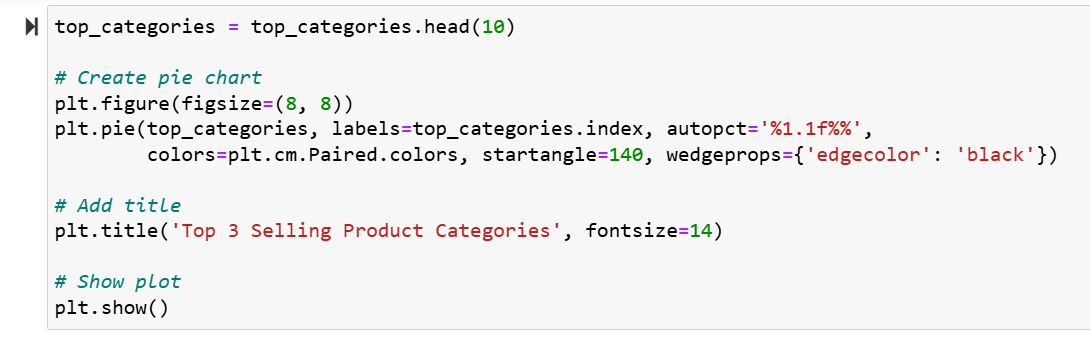 top_categories = top_categories.head(10)
# Create pie chart
plt.figure(figsize=(8, 8))
plt.pie(top_categories, labels=top_categories.index, autopct='%1.1f%%',
        colors=plt.cm.Paired.colors, startangle=140, wedgeprops={'edgecolor': 'black'})
# Add title
plt.title('Top 3 Selling Product Categories', fontsize=14)
# Show plot
plt.show()